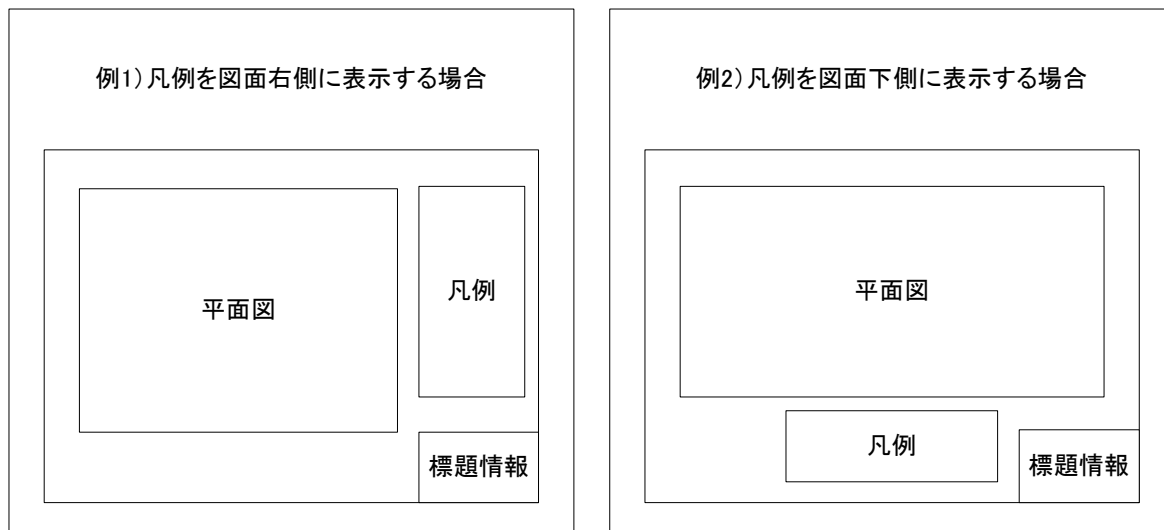 例1)凡例を図面右側に表示する場合
平面図
凡例
標題情報
例2)凡例を図面下側に表示する場合
平面図
凡例
標題情報